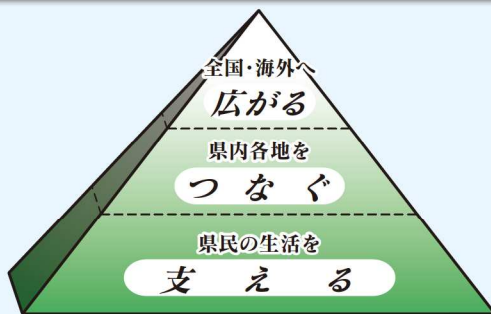 全国・海外へ
広がる
県内各地を
つなぐ
県民の生活を
支える